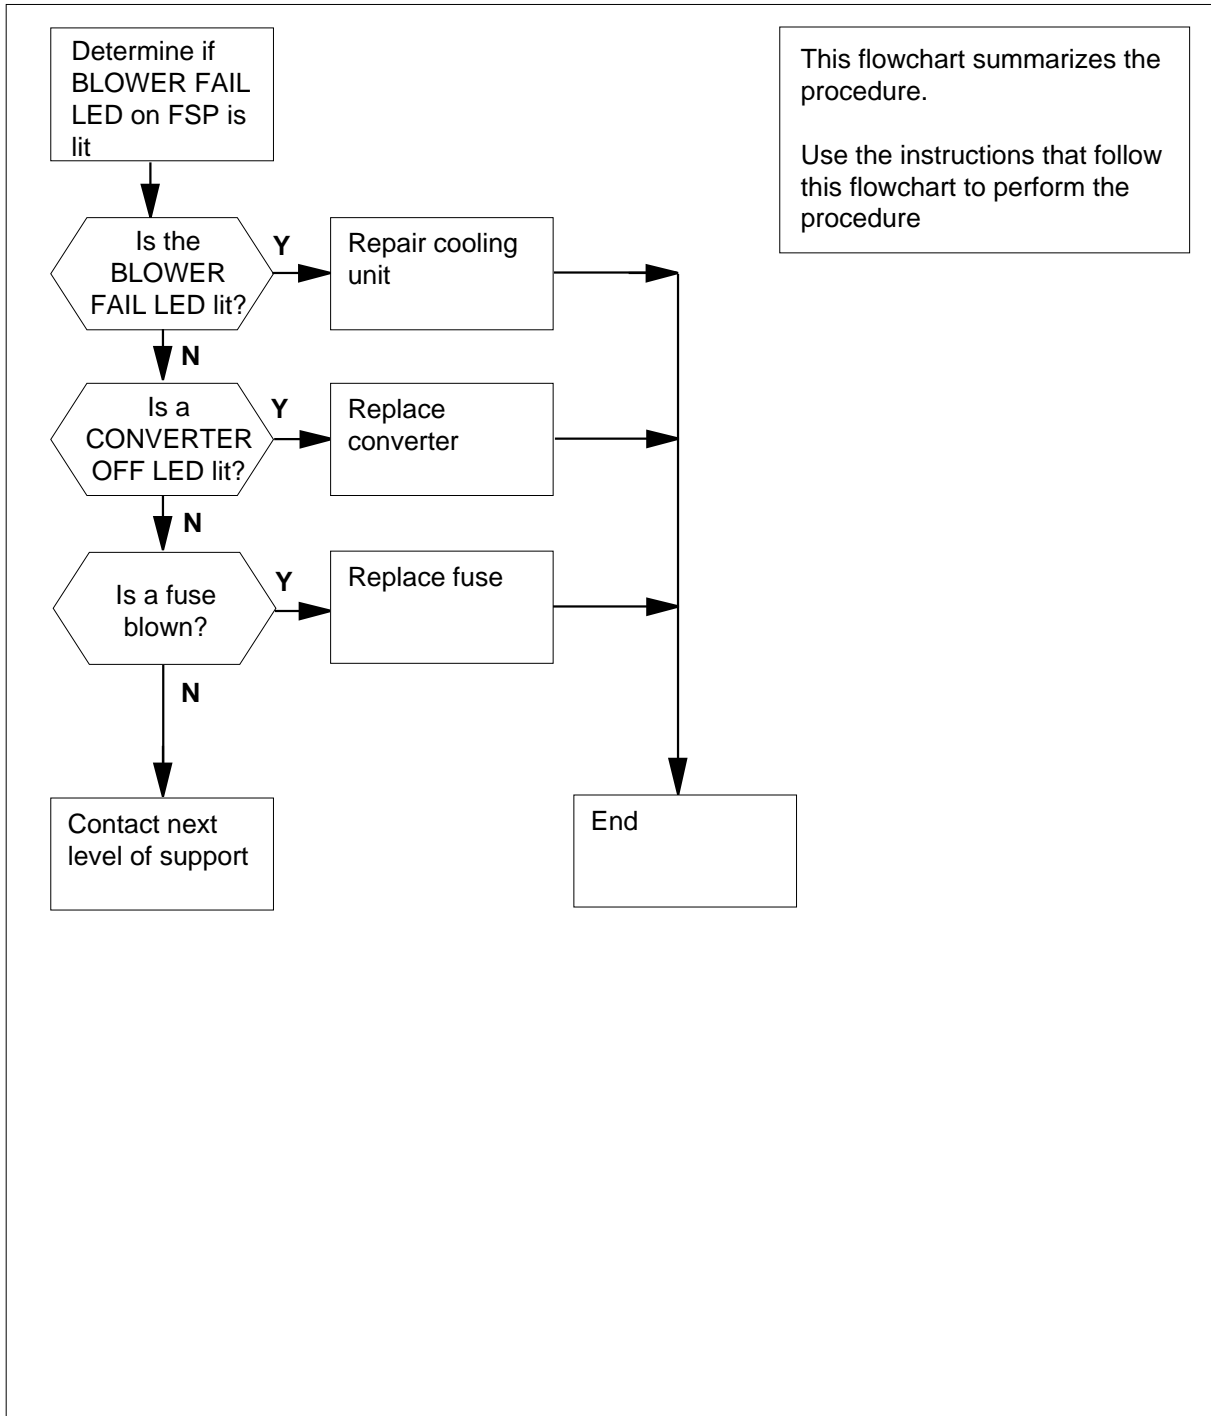 Determine if
BLOWER FAIL
LED on FSP is
lit
This flowchart summarizes the
procedure.
Use the instructions that follow
this flowchart to perform the
procedure
Is the
BLOWER
FAIL LED lit?
Y
Repair cooling
unit
N
Is a
CONVERTER
OFF LED lit?
Y
Replace
converter
N
Is a fuse
blown?
Y
Replace fuse
N
Contact next
level of support
End